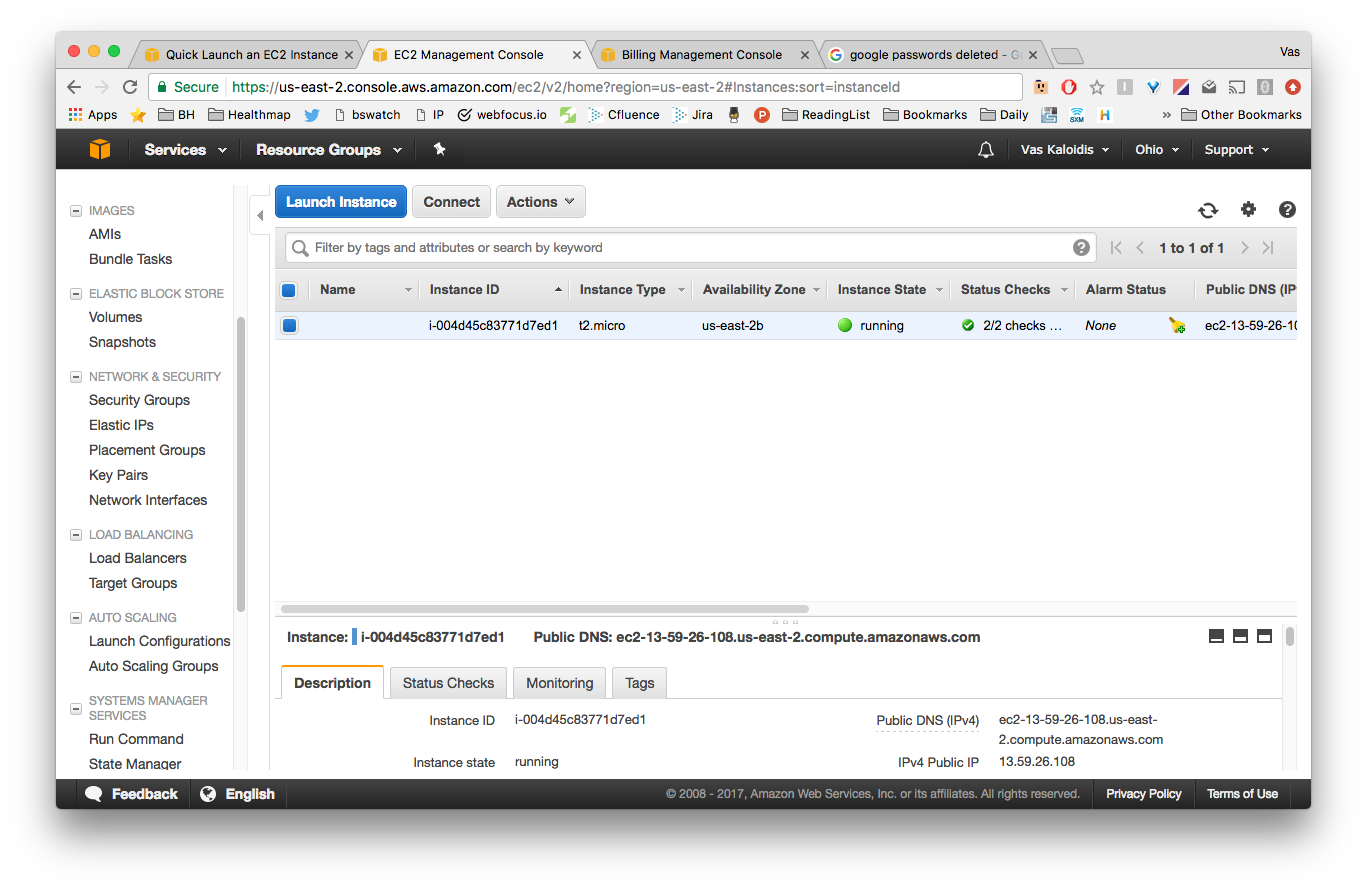 Quick Launch an EC2 Instance
EC2 Management Console
Billing Management Console
google passwords deleted - Go
Vas
Secure https://us-east-2.console.aws.amazon.com/ec2/v2/home?region=us-east-2#Instances:sort=instanceId
Apps BH Healthmap bswatch IP webfocus.io Cfluence Jira ReadingList Bookmarks Daily SXM H » Other Bookmarks
Services Resource Groups Vas Kaloidis Ohio Support
IMAGES
AMIs
Bundle Tasks
ELASTIC BLOCK STORE
Volumes
Snapshots
NETWORK & SECURITY
Security Groups
Elastic IPs
Placement Groups
Key Pairs
Network Interfaces
LOAD BALANCING
Load Balancers
Target Groups
AUTO SCALING
Launch Configurations
Auto Scaling Groups
SYSTEMS MANAGER
SERVICES
Run Command
State Manager
Launch Instance Connect Actions
Filter by tags and attributes or search by keyword
1 to 1 of 1
Name Instance ID Instance Type Availability Zone Instance State Status Checks Alarm Status Public DNS (IP
i-004d45c83771d7ed1 t2.micro us-east-2b running 2/2 checks … None ec2-13-59-26-10
Instance: i-004d45c83771d7ed1 Public DNS: ec2-13-59-26-108.us-east-2.compute.amazonaws.com
Description Status Checks Monitoring Tags
Instance ID i-004d45c83771d7ed1 Public DNS (IPv4) ec2-13-59-26-108.us-east-
2.compute.amazonaws.com
Instance state running IPv4 Public IP 13.59.26.108
Feedback English © 2008 - 2017, Amazon Web Services, Inc. or its affiliates. All rights reserved. Privacy Policy Terms of Use